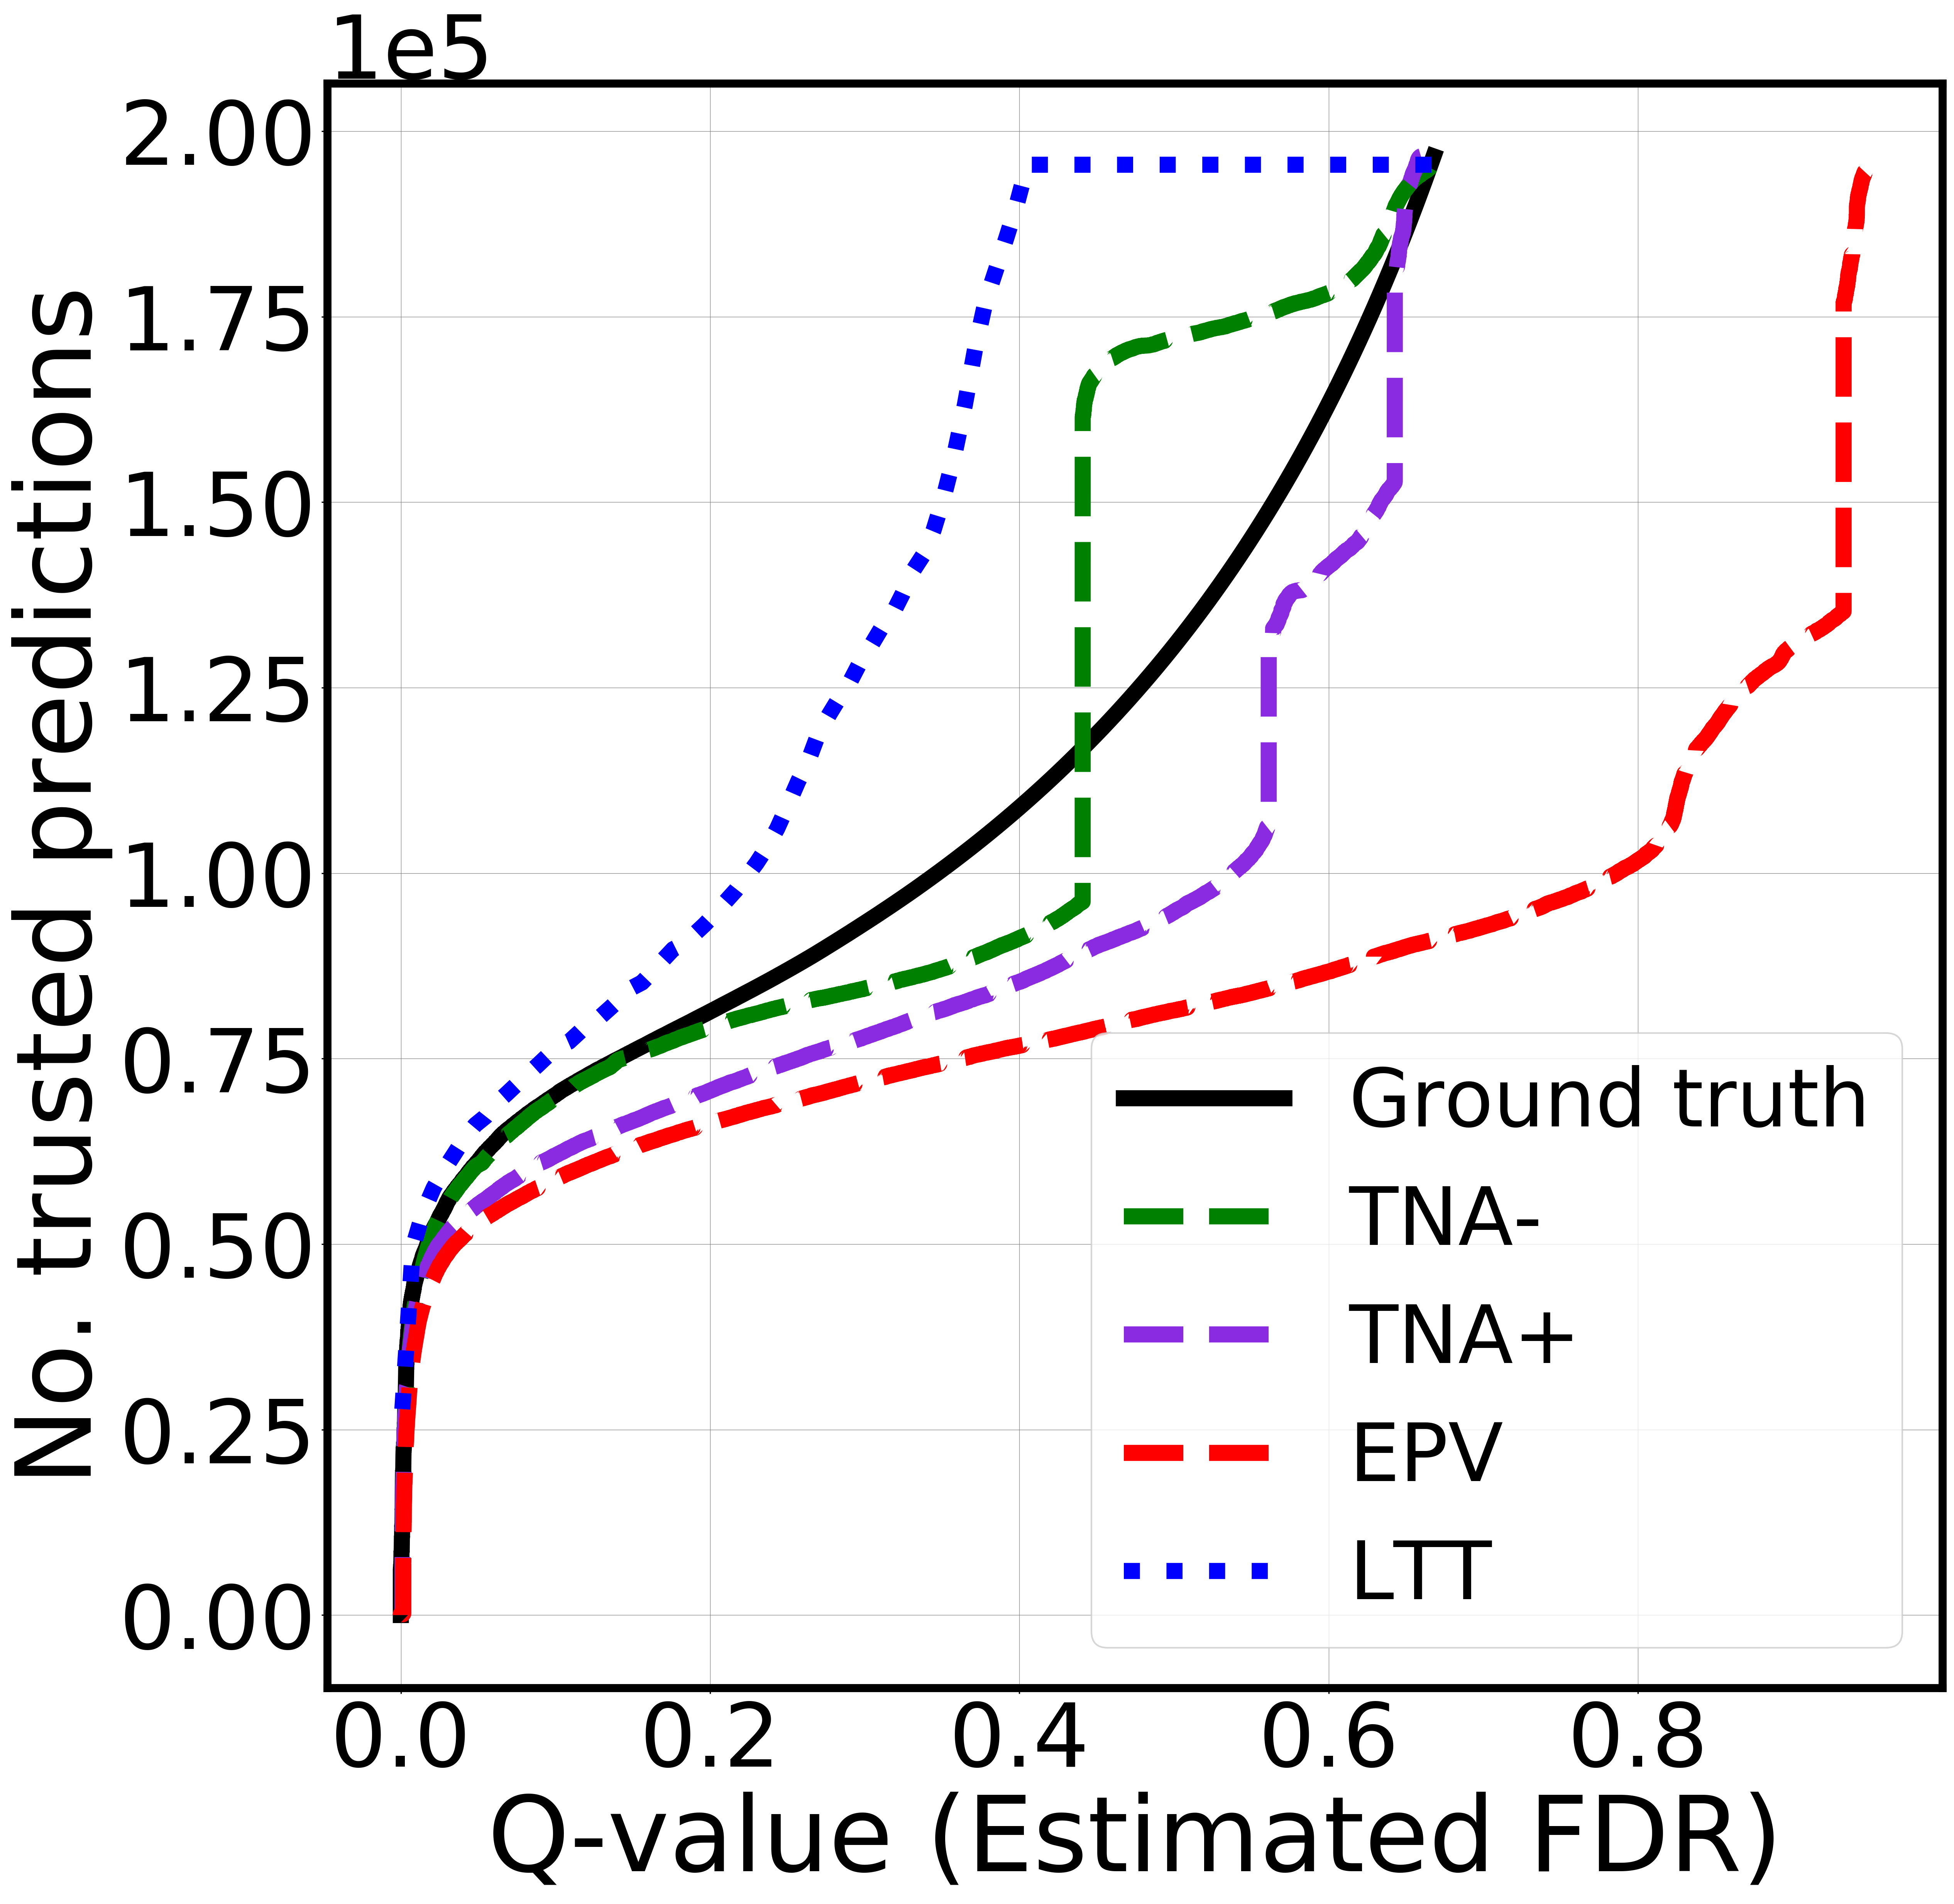 1e5
No. trusted predictions
2.00
1.75
1.50
1.25
1.00
0.75
0.50
0.25
0.00
Ground truth
TNA-
TNA+
EPV
LTT
0.0 0.2 0.4 0.6 0.8
Q-value (Estimated FDR)